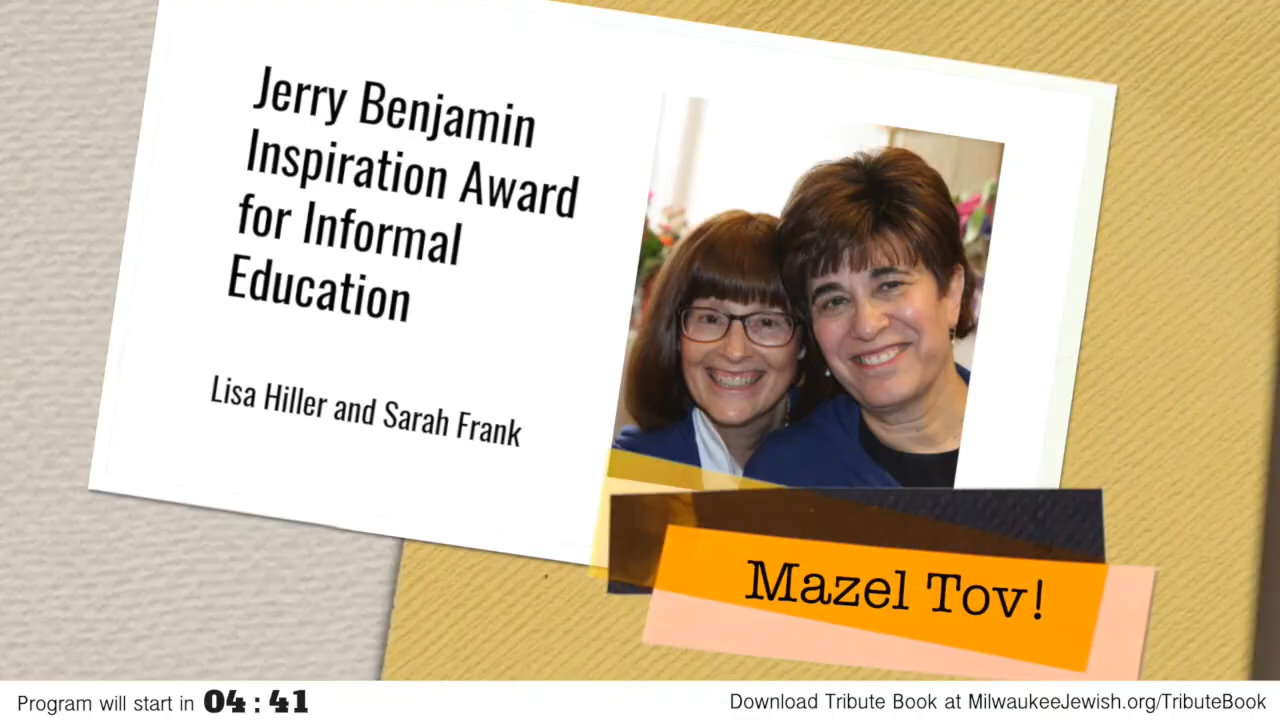 Jerry Benjamin
Inspiration Award
for Informal
Education
Lisa Hiller and Sarah Frank
Mazel Tov!
Program will start in 04:41
Download Tribute Book at MilwaukeeJewish.org/TributeBook